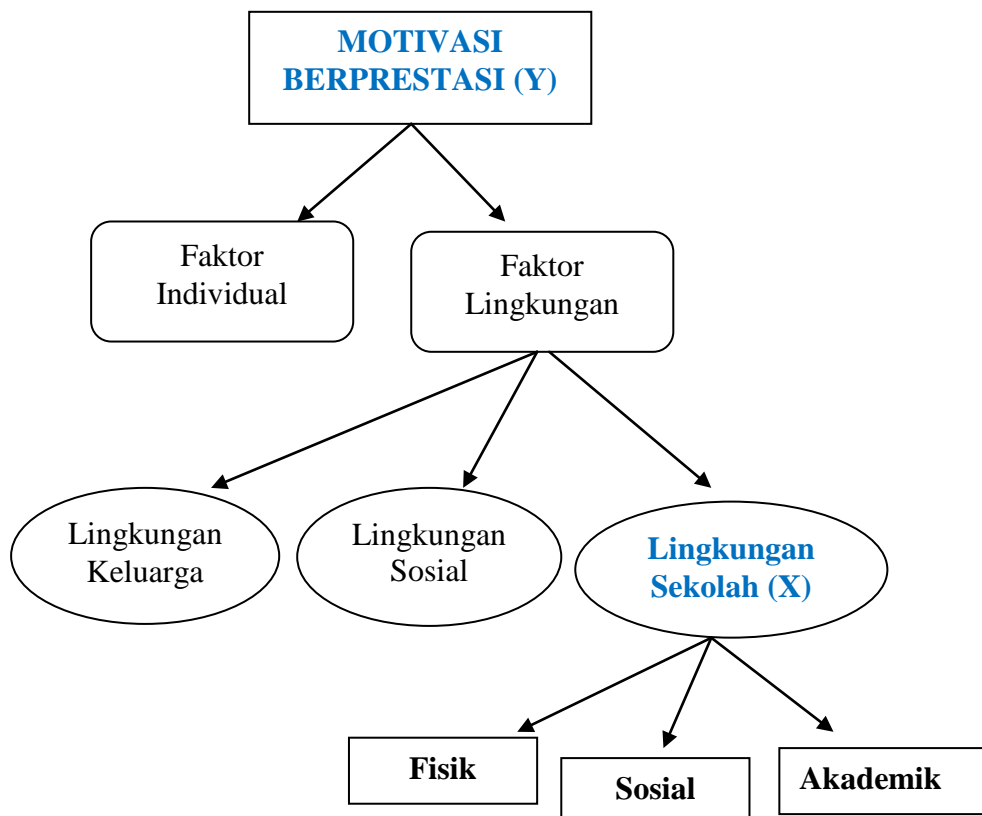 MOTIVASI
BERPRESTASI (Y)
Faktor
Individual
Faktor
Lingkungan
Lingkungan
Keluarga
Lingkungan
Sosial
Lingkungan
Sekolah (X)
Fisik
Sosial
Akademik